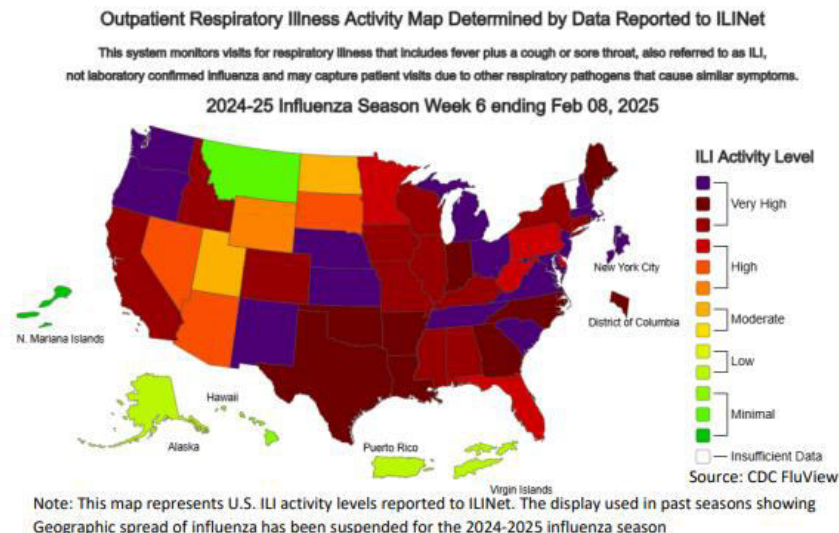 Outpatient Respiratory Illness Activity Map Determined by Data Reported to ILINet
This system monitors visits for respiratory illness that includes fever plus a cough or sore throat, also referred to as ILI,
not laboratory confirmed influenza and may capture patient visits due to other respiratory pathogens that cause similar symptoms.
2024-25 Influenza Season Week 6 ending Feb 08, 2025
ILI Activity Level
Very High
High
Moderate
Low
Minimal
Insufficient Data
New York City
District of Columbia
N. Mariana Islands
Hawaii
Alaska
Puerto Rico
Virgin Islands
Source: CDC FluView
Note: This map represents U.S. ILI activity levels reported to ILINet. The display used in past seasons showing
Geographic spread of influenza has been suspended for the 2024-2025 influenza season